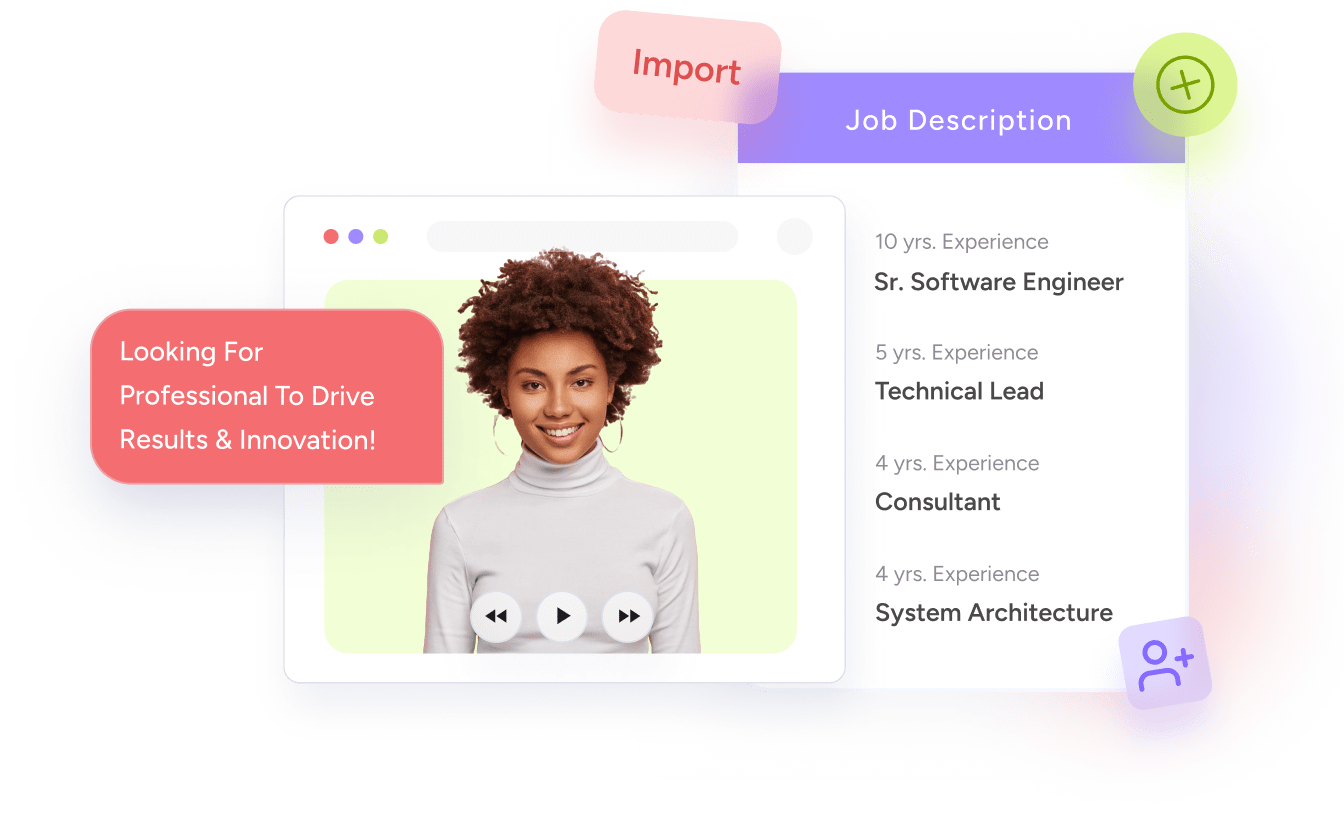 Import
Job Description
Looking For
Professional To Drive
Results & Innovation!
10 yrs. Experience
Sr. Software Engineer
5 yrs. Experience
Technical Lead
4 yrs. Experience
Consultant
4 yrs. Experience
System Architecture